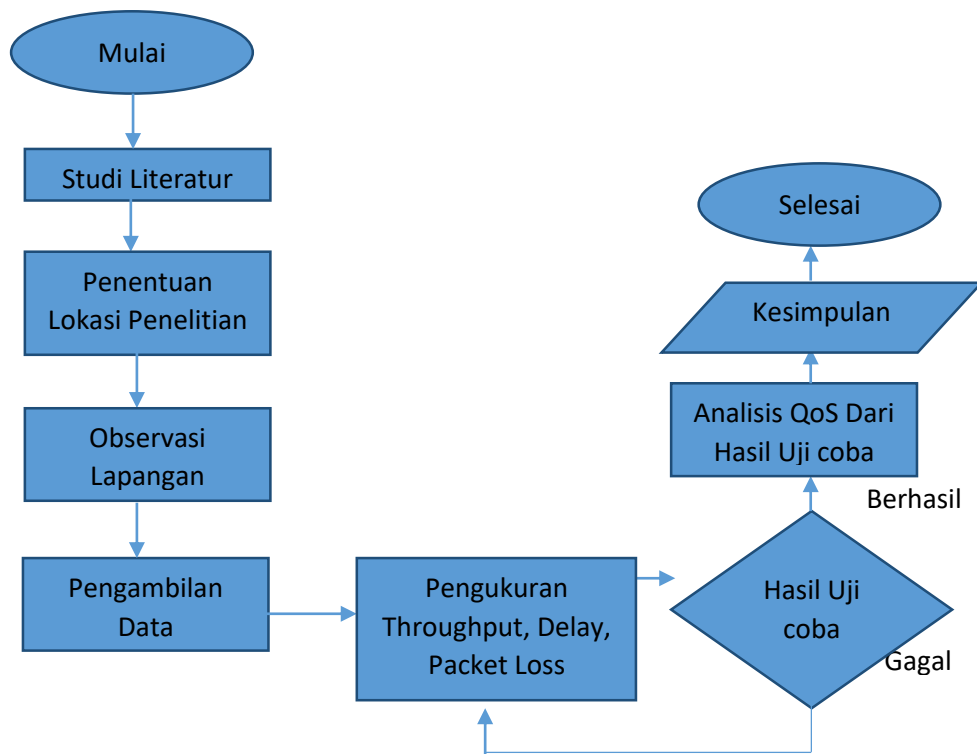 Mulai
Studi Literatur
Penentuan
Lokasi Penelitian
Observasi
Lapangan
Pengambilan
Data
Pengukuran
Throughput, Delay,
Packet Loss
Hasil Uji
coba
Gagal
Berhasil
Analisis QoS Dari
Hasil Uji coba
Kesimpulan
Selesai